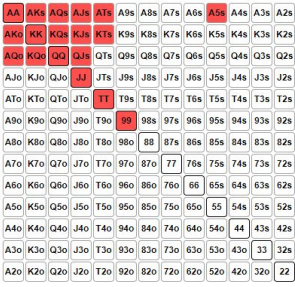 AA AKs AQs AJs ATs A9s A8s A7s A6s A5s A4s A3s A2s
AKo KK KQs KJs KTs K9s K8s K7s K6s K5s K4s K3s K2s
AQo KQo QQ QJs QTs Q9s Q8s Q7s Q6s Q5s Q4s Q3s Q2s
AJo KJo QJo JJ JTs J9s J8s J7s J6s J5s J4s J3s J2s
ATo KTo QTo JTo TT T9s T8s T7s T6s T5s T4s T3s T2s
A9o K9o Q9o J9o T9o 99 98s 97s 96s 95s 94s 93s 92s
A8o K8o Q8o J8o T8o 98o 88 87s 86s 85s 84s 83s 82s
A7o K7o Q7o J7o T7o 97o 87o 77 76s 75s 74s 73s 72s
A6o K6o Q6o J6o T6o 96o 86o 76o 66 65s 64s 63s 62s
A5o K5o Q5o J5o T5o 95o 85o 75o 65o 55 54s 53s 52s
A4o K4o Q4o J4o T4o 94o 84o 74o 64o 54o 44 43s 42s
A3o K3o Q3o J3o T3o 93o 83o 73o 63o 53o 43o 33 32s
A2o K2o Q2o J2o T2o 92o 82o 72o 62o 52o 42o 32o 22